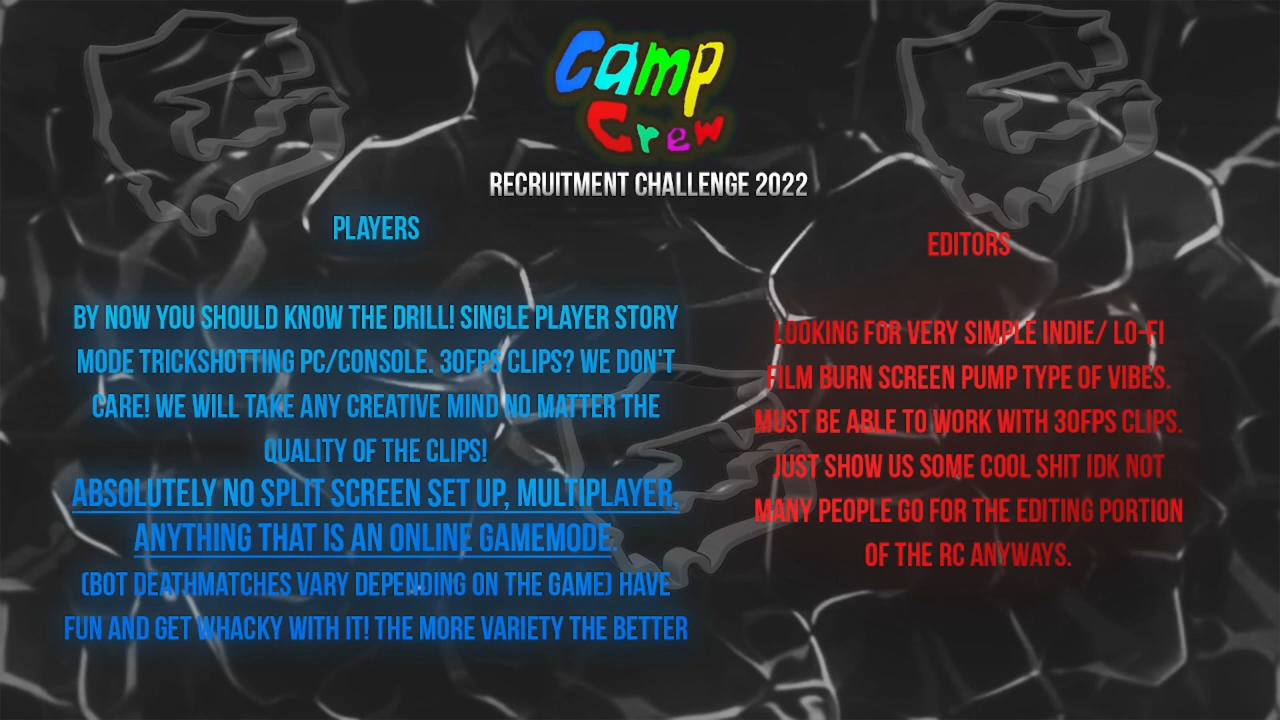 Camp
Crew
RECRUITMENT CHALLENGE 2022
PLAYERS
BY NOW YOU SHOULD KNOW THE DRILL! SINGLE PLAYER STORY
MODE TRICKSHOTTING PC/CONSOLE. 30FPS CLIPS? WE DON'T
CARE! WE WILL TAKE ANY CREATIVE MIND NO MATTER THE
QUALITY OF THE CLIPS!
ABSOLUTELY NO SPLIT SCREEN SET UP, MULTIPLAYER,
ANYTHING THAT IS AN ONLINE GAMEMODE.
(BOT DEATHMATCHES VARY DEPENDING ON THE GAME) HAVE
FUN AND GET WHACKY WITH IT! THE MORE VARIETY THE BETTER
EDITORS
LOOKING FOR VERY SIMPLE INDIE/ LO-FI
FILM BURN SCREEN PUMP TYPE OF VIBES.
MUST BE ABLE TO WORK WITH 30FPS CLIPS.
JUST SHOW US SOME COOL SHIT IDK NOT
MANY PEOPLE GO FOR THE EDITING PORTION
OF THE RC ANYWAYS.